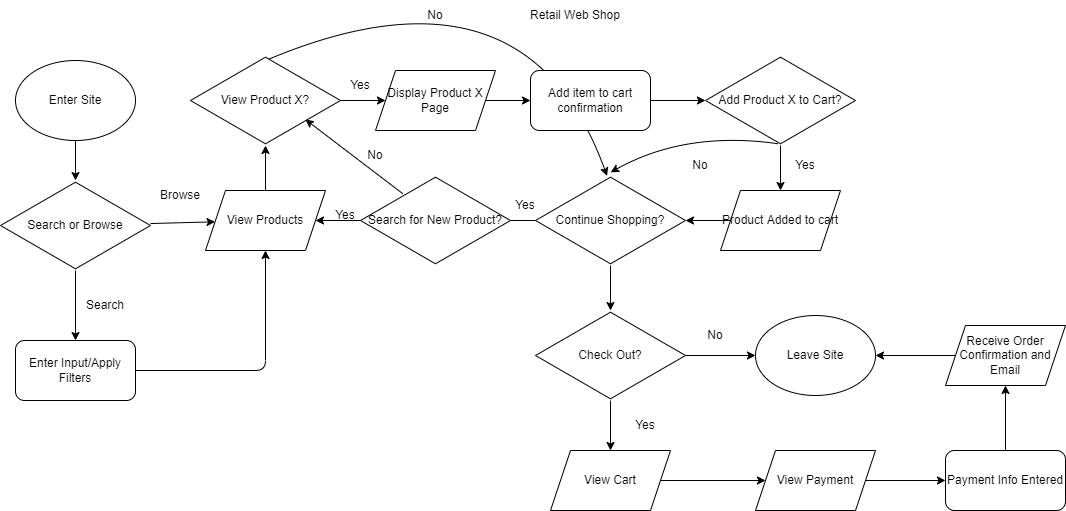 No
Retail Web Shop
Enter Site
View Product X?
Yes
Display Product X
Page
Add item to cart
confirmation
Add Product X to Cart?
No
No
Yes
Browse
Search or Browse
View Products
Yes
Search for New Product?
Yes
Continue Shopping?
Product Added to cart
Search
Enter Input/Apply
Filters
Check Out?
No
Leave Site
Receive Order
Confirmation and
Email
Yes
View Cart
View Payment
Payment Info Entered